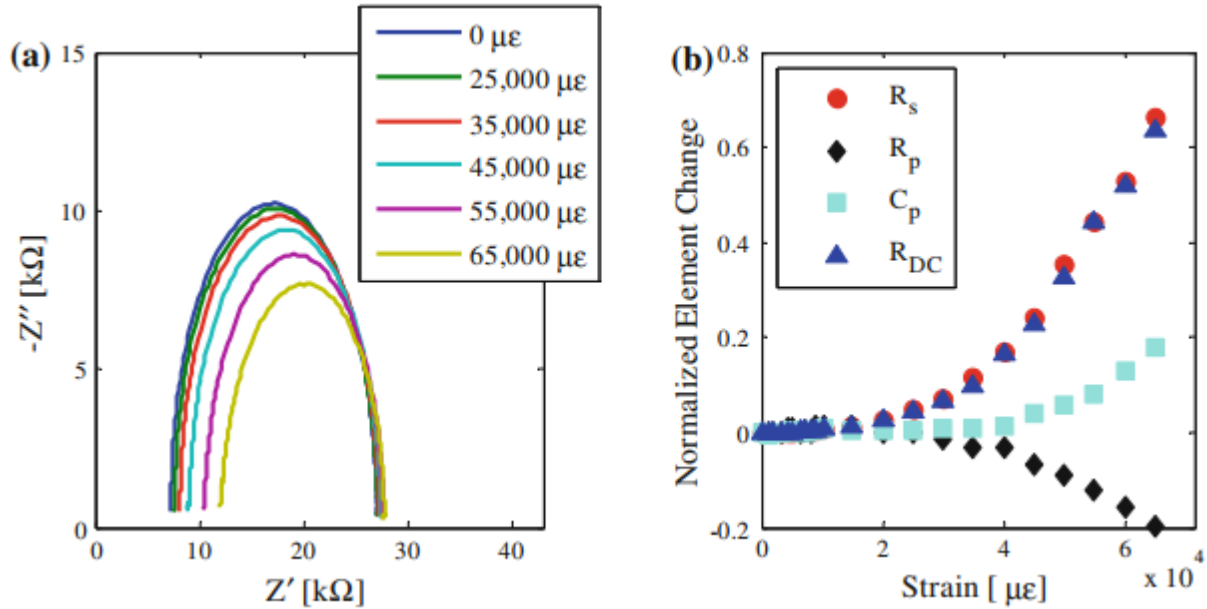 (a)
15
10
5
0
-Z″ [kΩ]
0 10 20 30 40
Z′ [kΩ]
0 με
25,000 με
35,000 με
45,000 με
55,000 με
65,000 με
(b)
0.8
0.6
0.4
0.2
0
-0.2
Normalized Element Change
R_s
R_p
C_p
R_DC
0 2 4 6
x 10⁴
Strain [ με]